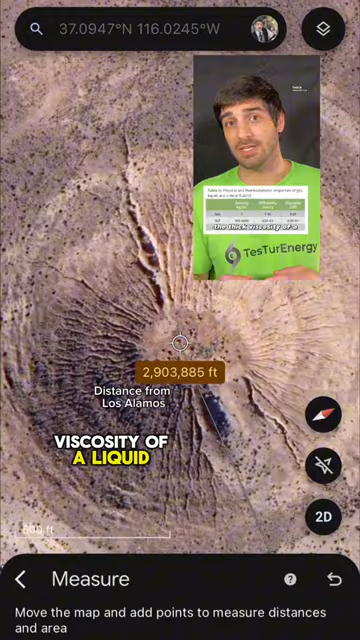 37.0947°N 116.0245°W
the thick viscosity of a
TesTurEnergy
2,903,885 ft
Distance from
Los Alamos
VISCOSITY OF
A LIQUID
2D
Measure
Move the map and add points to measure distances
and area